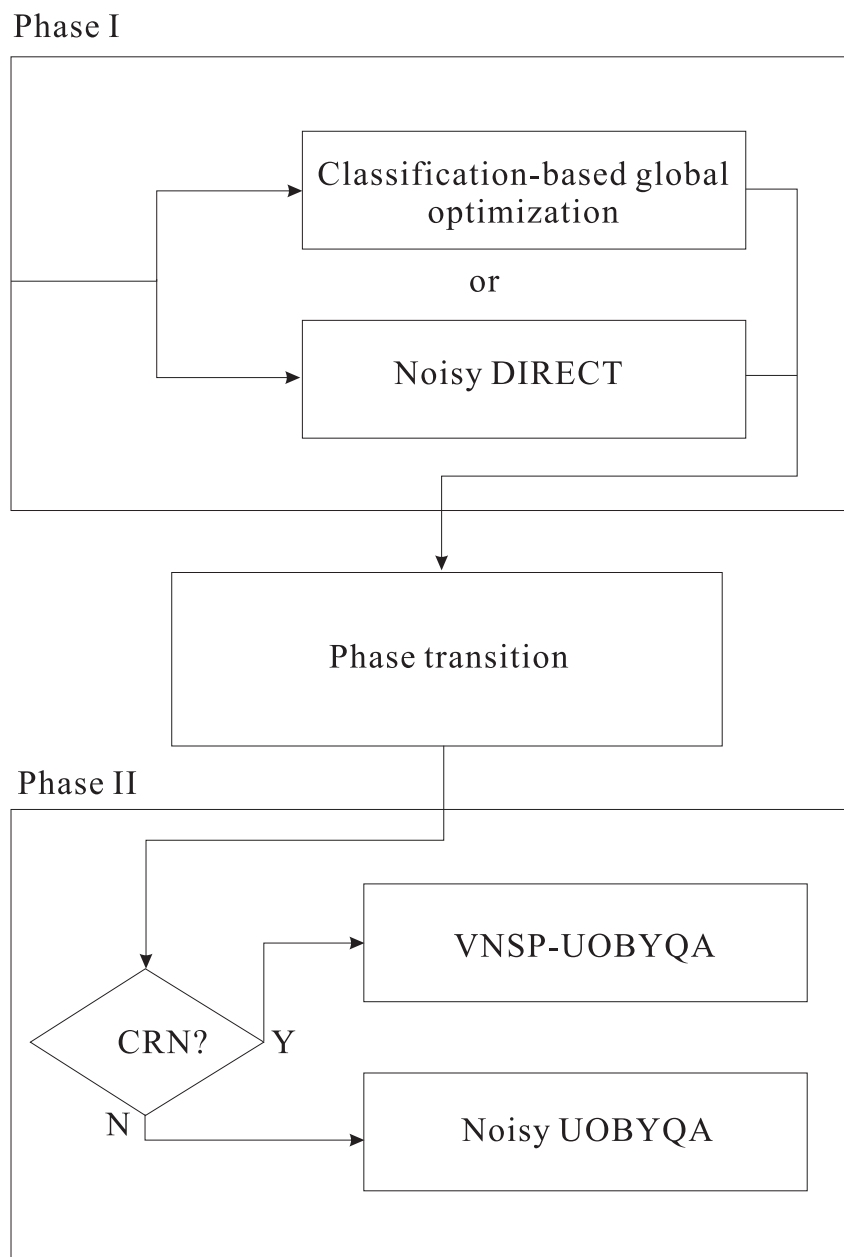 Phase I
Classification-based global
optimization
or
Noisy DIRECT
Phase transition
Phase II
VNSP-UOBYQA
CRN?
Y
N
Noisy UOBYQA